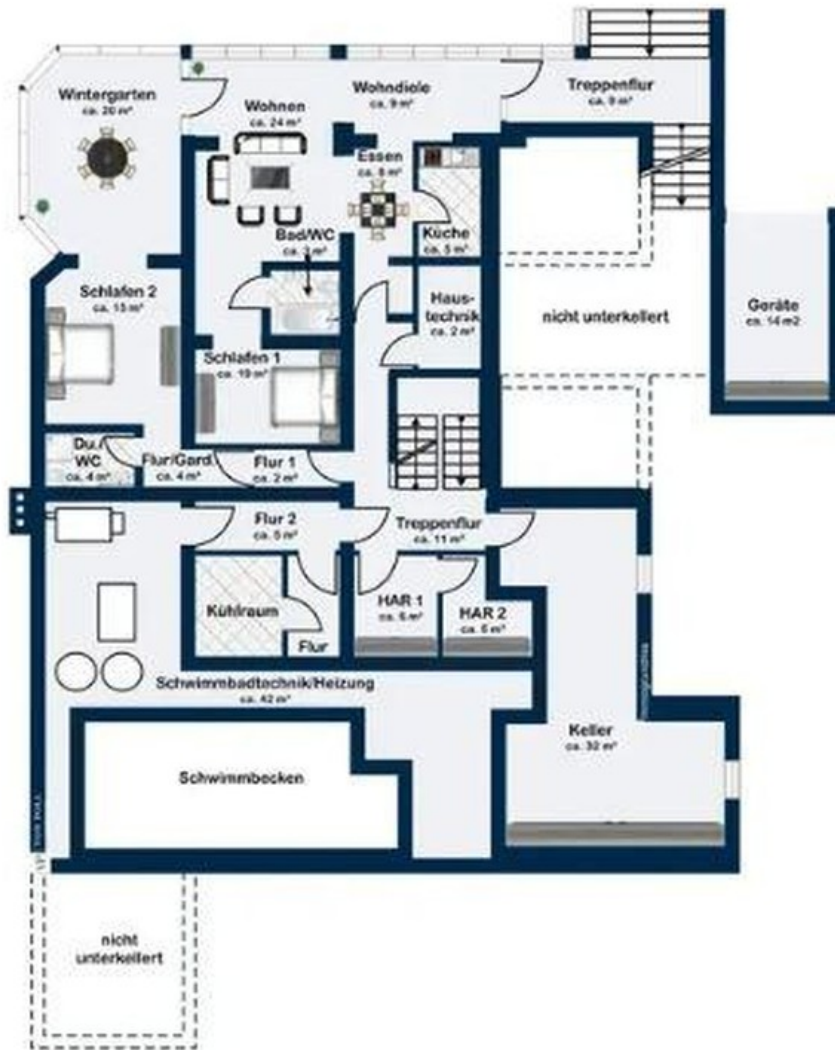 Wintergarten
ca. 20 m²
Wohnen
ca. 24 m²
Wohndiele
ca. 9 m²
Treppenflur
ca. 9 m²
Essen
ca. 8 m²
Küche
ca. 5 m²
Bad/WC
ca. 3 m²
Schlafen 2
ca. 15 m²
Haus-
technik
ca. 2 m²
nicht unterkellert
Geräte
ca. 14 m2
Schlafen 1
ca. 19 m²
Du./
WC
ca. 4 m²
Flur/Gard.
ca. 4 m²
Flur 1
ca. 2 m²
Flur 2
ca. 5 m²
Treppenflur
ca. 11 m²
Kühlraum
Flur
HAR 1
ca. 6 m²
HAR 2
ca. 5 m²
Schwimmbadtechnik/Heizung
ca. 42 m²
Keller
ca. 32 m²
Schwimmbecken
VON POLL
nicht
unterkellert